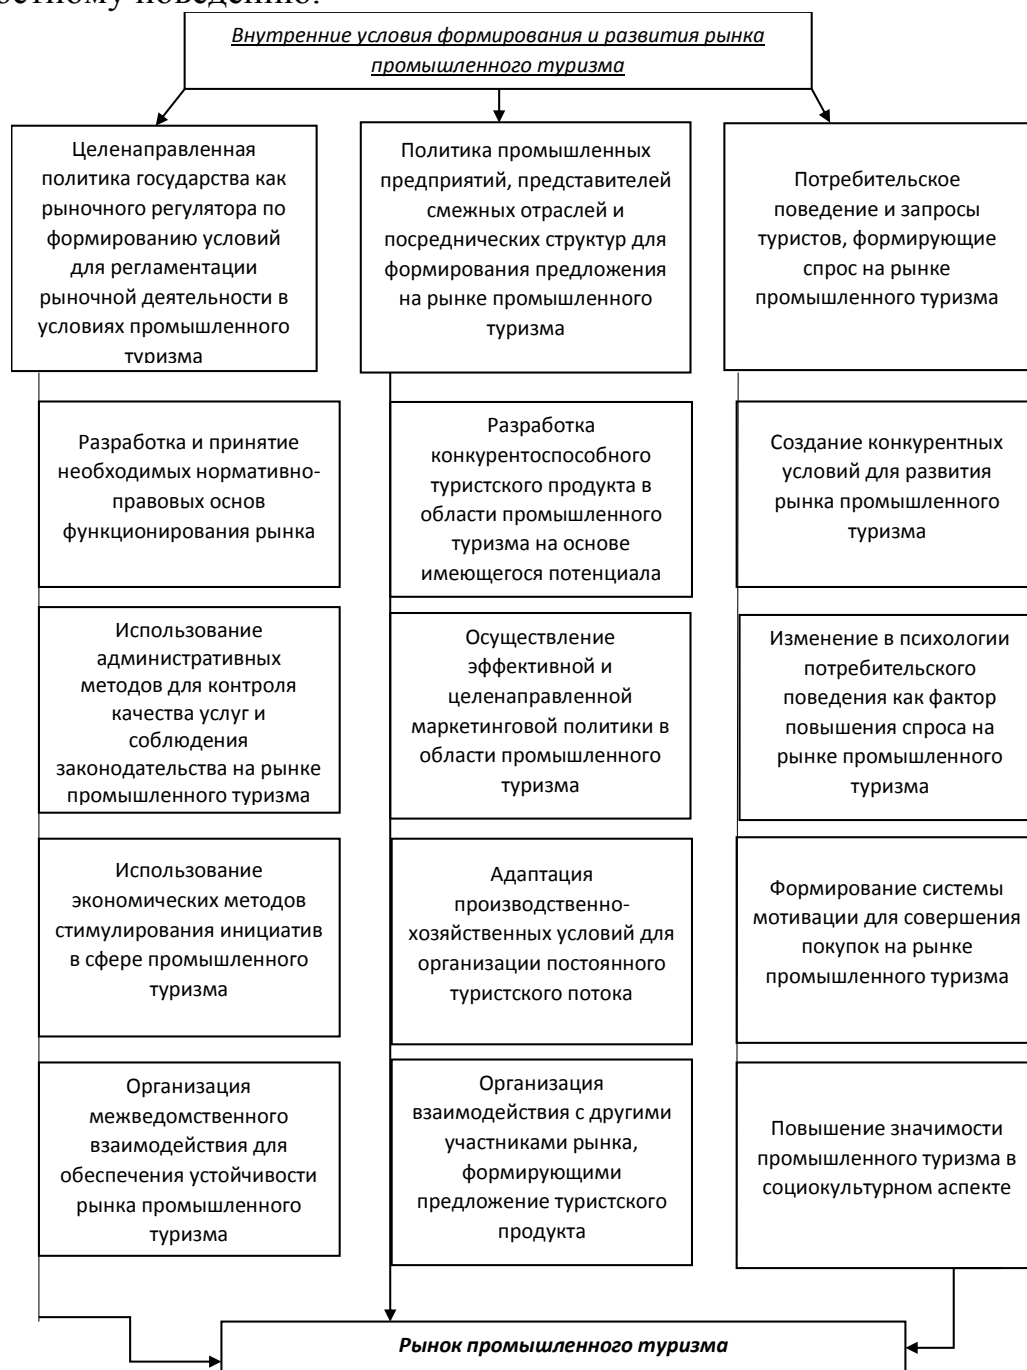 поведению.
Внутренние условия формирования и развития рынка
промышленного туризма
Целенаправленная
политика государства как
рыночного регулятора по
формированию условий
для регламентации
рыночной деятельности в
условиях промышленного
туризма
Политика промышленных
предприятий, представителей
смежных отраслей и
посреднических структур для
формирования предложения
на рынке промышленного
туризма
Потребительское
поведение и запросы
туристов, формирующие
спрос на рынке
промышленного туризма
Разработка и принятие
необходимых нормативно-
правовых основ
функционирования рынка
Разработка
конкурентоспособного
туристского продукта в
области промышленного
туризма на основе
имеющегося потенциала
Создание конкурентных
условий для развития
рынка промышленного
туризма
Использование
административных
методов для контроля
качества услуг и
соблюдения
законодательства на рынке
промышленного туризма
Осуществление
эффективной и
целенаправленной
маркетинговой политики в
области промышленного
туризма
Изменение в психологии
потребительского
поведения как фактор
повышения спроса на
рынке промышленного
туризма
Использование
экономических методов
стимулирования инициатив
в сфере промышленного
туризма
Адаптация
производственно-
хозяйственных условий для
организации постоянного
туристского потока
Формирование системы
мотивации для совершения
покупок на рынке
промышленного туризма
Организация
межведомственного
взаимодействия для
обеспечения устойчивости
рынка промышленного
туризма
Организация
взаимодействия с другими
участниками рынка,
формирующими
предложение туристского
продукта
Повышение значимости
промышленного туризма в
социокультурном аспекте
Рынок промышленного туризма